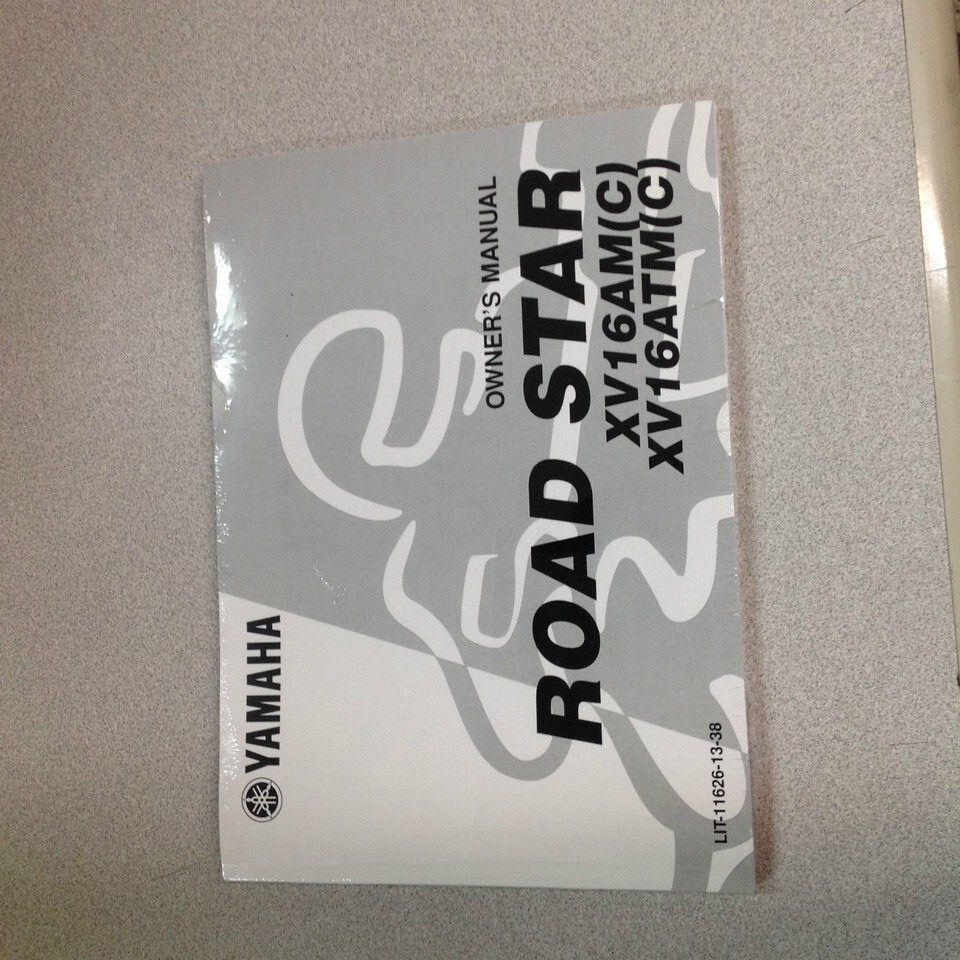 YAMAHA
OWNER'S MANUAL
ROAD STAR
XV16AM(C)
XV16ATM(C)
LIT-11626-13-38